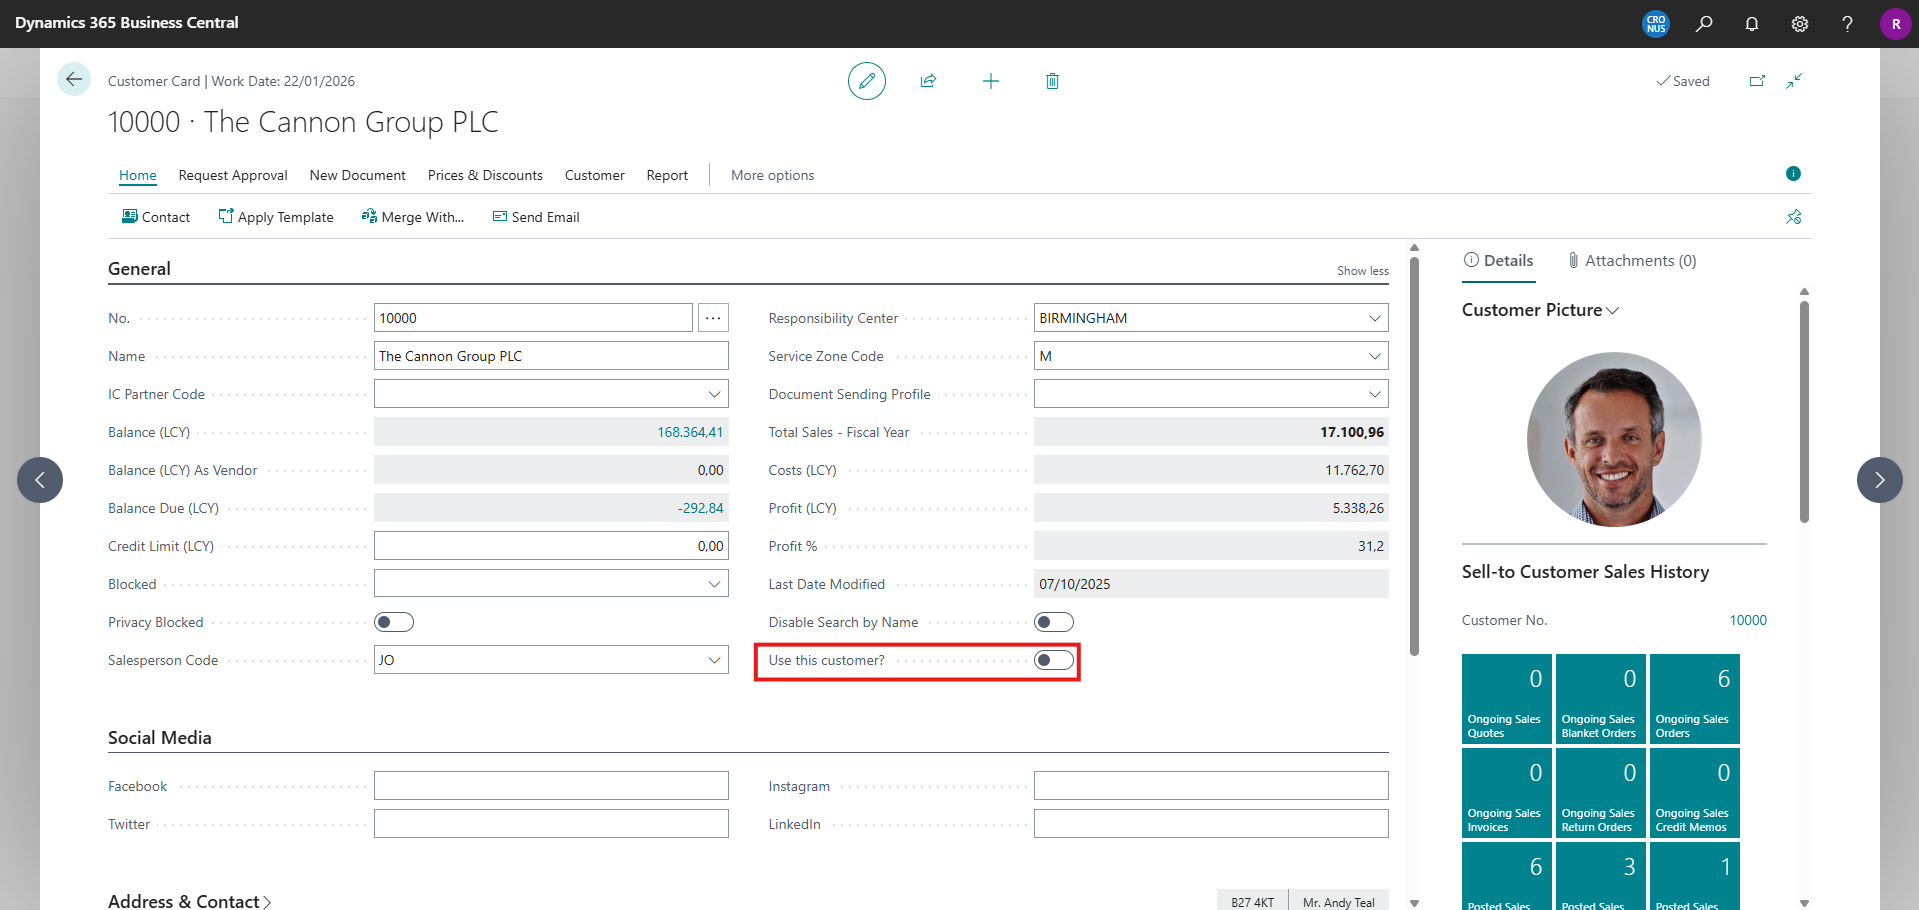 Dynamics 365 Business Central
CRO
NUS
R
Customer Card | Work Date: 22/01/2026
Saved
10000 · The Cannon Group PLC
Home Request Approval New Document Prices & Discounts Customer Report More options
Contact Apply Template Merge With... Send Email
General
Show less
No. 10000
Name The Cannon Group PLC
IC Partner Code
Balance (LCY) 168.364,41
Balance (LCY) As Vendor 0,00
Balance Due (LCY) -292,84
Credit Limit (LCY) 0,00
Blocked
Privacy Blocked
Salesperson Code JO
Responsibility Center BIRMINGHAM
Service Zone Code M
Document Sending Profile
Total Sales - Fiscal Year 17.100,96
Costs (LCY) 11.762,70
Profit (LCY) 5.338,26
Profit % 31,2
Last Date Modified 07/10/2025
Disable Search by Name
Use this customer?
Social Media
Facebook
Twitter
Instagram
LinkedIn
Address & Contact
B27 4KT Mr. Andy Teal
Details Attachments (0)
Customer Picture
Sell-to Customer Sales History
Customer No. 10000
0
Ongoing Sales
Quotes
0
Ongoing Sales
Blanket Orders
6
Ongoing Sales
Orders
0
Ongoing Sales
Invoices
0
Ongoing Sales
Return Orders
0
Ongoing Sales
Credit Memos
6
Posted Sales
3
Posted Sales
1
Posted Sales